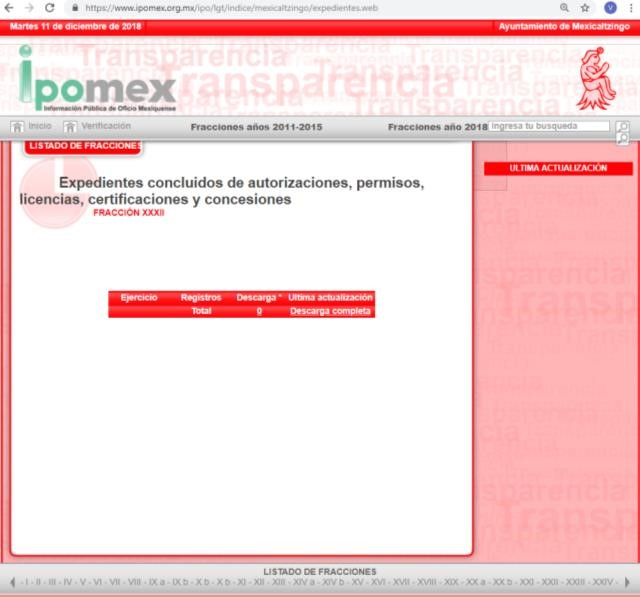 https://www.ipomex.org.mx/ipo/lgt/indice/mexicaltzingo/expedientes.web
Martes 11 de diciembre de 2018
Ayuntamiento de Mexicaltzingo
Transparencia
ipomex
Información Pública de Oficio Mexiquense
Inicio
Verificación
Fracciones años 2011-2015
Fracciones año 2018
Ingresa tu busqueda
LISTADO DE FRACCIONES
ULTIMA ACTUALIZACIÓN
Expedientes concluidos de autorizaciones, permisos,
licencias, certificaciones y concesiones
FRACCIÓN XXXII
Ejercicio Registros Descarga * Ultima actualización
Total 0 Descarga completa
LISTADO DE FRACCIONES
- I - II - III - IV - V - VI - VII - VIII - IX a - IX b - X b - X b - XI - XII - XIII - XIV a - XIV b - XV - XVI - XVII - XVIII - XIX - XX a - XX b - XXI - XXII - XXIII - XXIV -